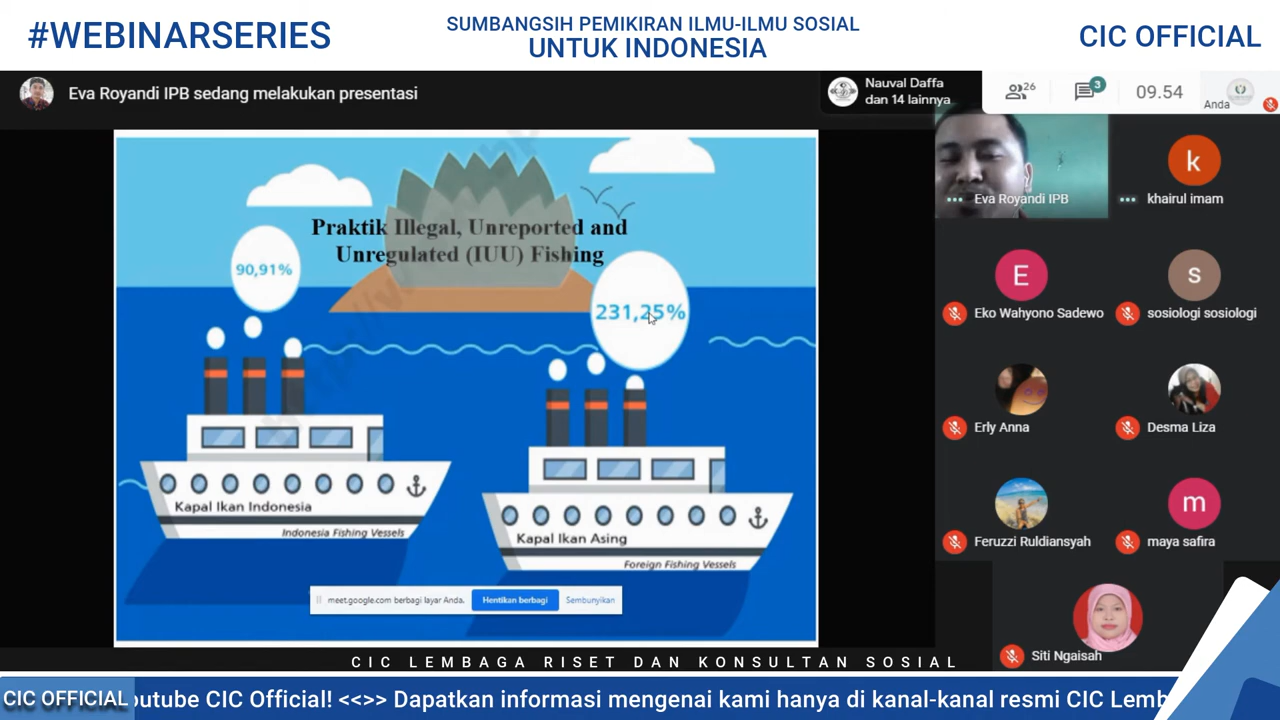 #WEBINARSERIES
SUMBANGSIH PEMIKIRAN ILMU-ILMU SOSIAL
UNTUK INDONESIA
CIC OFFICIAL
Eva Royandi IPB sedang melakukan presentasi
Nauval Daffa
dan 14 lainnya
26
3
09.54
Anda
Praktik Illegal, Unreported and
Unregulated (IUU) Fishing
90,91%
231,25%
Kapal Ikan Indonesia
Indonesia Fishing Vessels
Kapal Ikan Asing
Foreign Fishing Vessels
meet.google.com berbagi layar Anda.
Hentikan berbagi
Sembunyikan
Eva Royandi IPB
k
khairul imam
E
Eko Wahyono Sadewo
s
sosiologi sosiologi
Erly Anna
Desma Liza
Feruzzi Ruldiansyah
m
maya safira
Siti Ngaisah
CIC LEMBAGA RISET DAN KONSULTAN SOSIAL
CIC OFFICIAL
outube CIC Official! <<>> Dapatkan informasi mengenai kami hanya di kanal-kanal resmi CIC Lemb